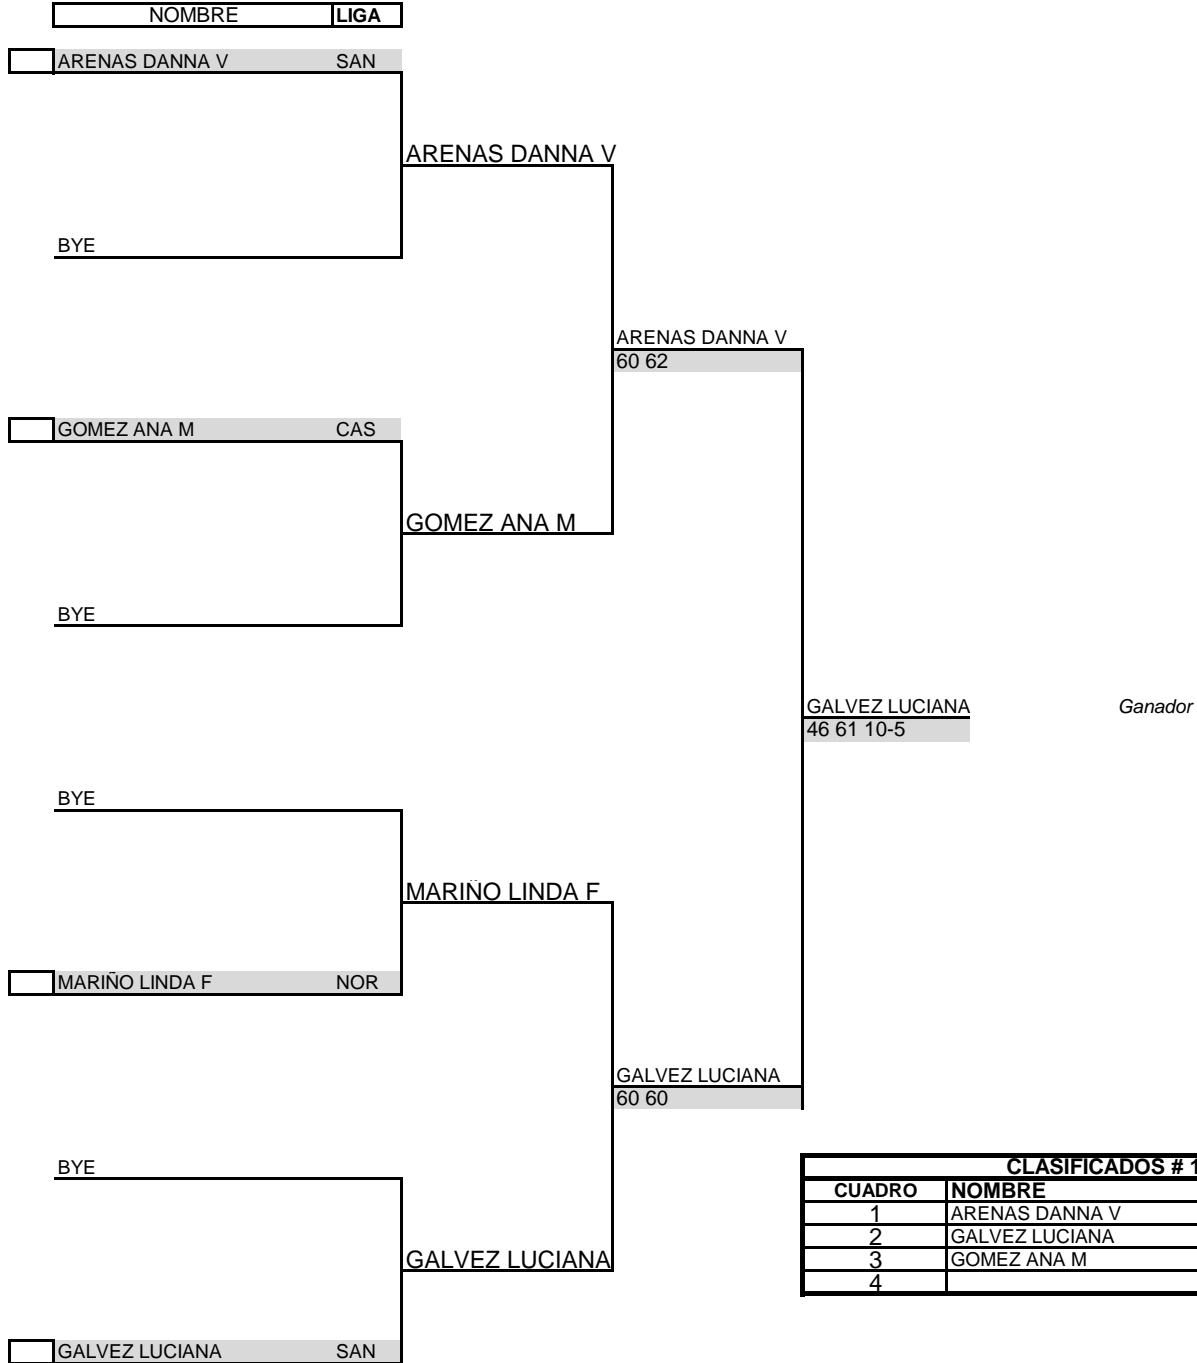 NOMBRE LIGA
ARENAS DANNA V SAN
ARENAS DANNA V
BYE
ARENAS DANNA V
60 62
GOMEZ ANA M CAS
GOMEZ ANA M
BYE
GALVEZ LUCIANA Ganador
46 61 10-5
BYE
MARIÑO LINDA F
MARIÑO LINDA F NOR
GALVEZ LUCIANA
60 60
BYE
CLASIFICADOS # 1
CUADRO NOMBRE
1 ARENAS DANNA V
2 GALVEZ LUCIANA
3 GOMEZ ANA M
4
GALVEZ LUCIANA
GALVEZ LUCIANA SAN